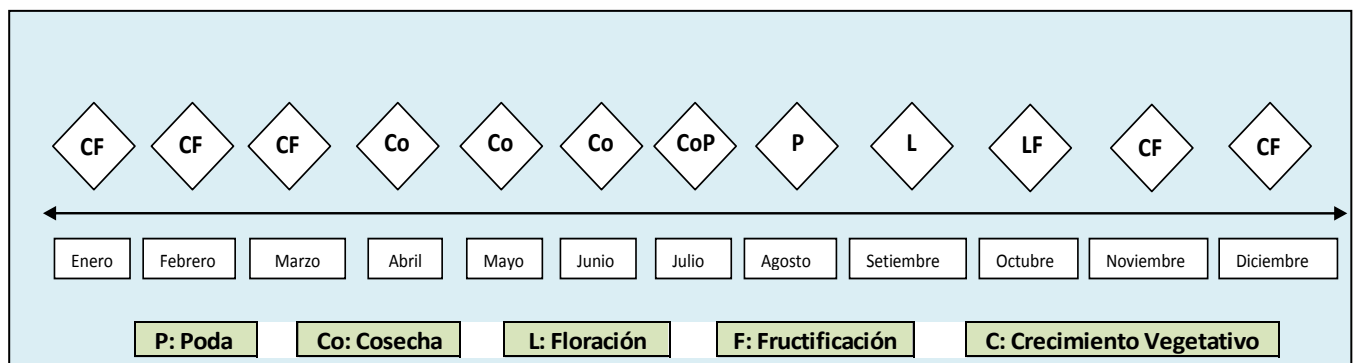 CF CF CF Co Co Co CoP P L LF CF CF
Enero Febrero Marzo Abril Mayo Junio Julio Agosto Setiembre Octubre Noviembre Diciembre
P: Poda Co: Cosecha L: Floración F: Fructificación C: Crecimiento Vegetativo